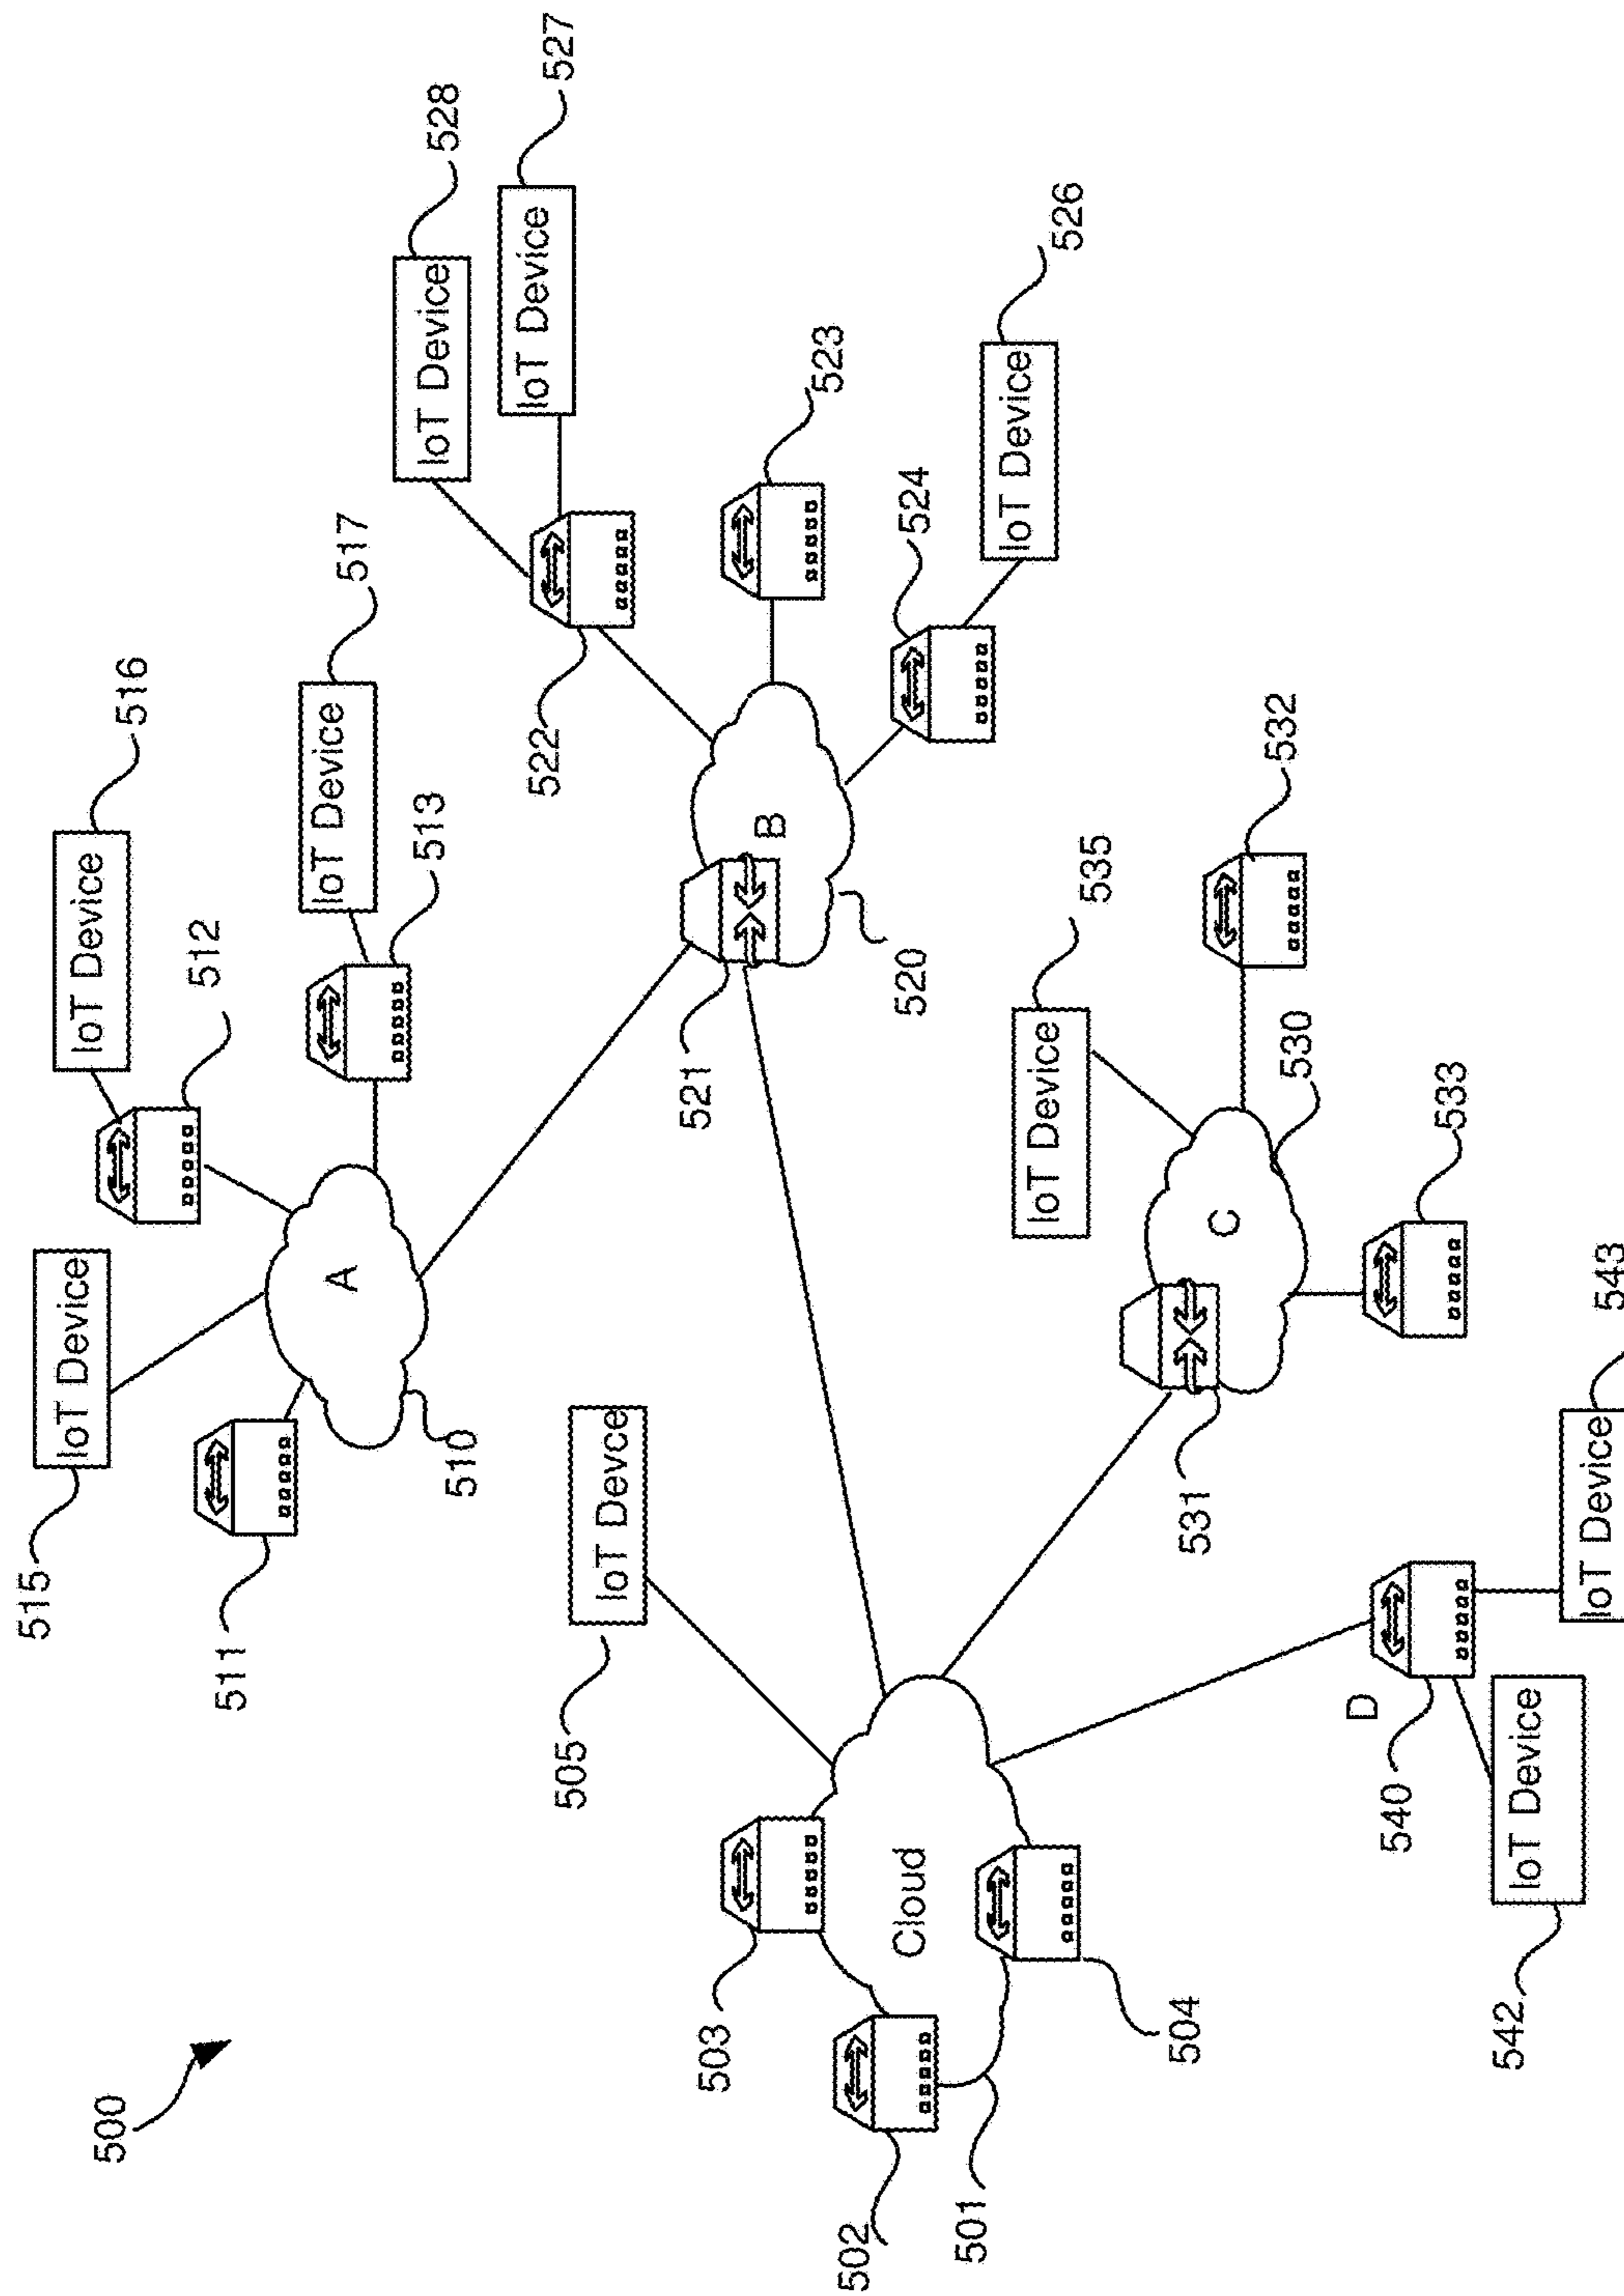 515
IoT Device
IoT Device
516
500
512
511
IoT Device
517
A
513
IoT Device
528
510
IoT Device
527
522
505
IoT Devce
521
503
B
523
502
Cloud
520
524
501
IoT Device
526
IoT Device
535
504
531
C
532
530
D
540
533
542
IoT Device
IoT Device
543